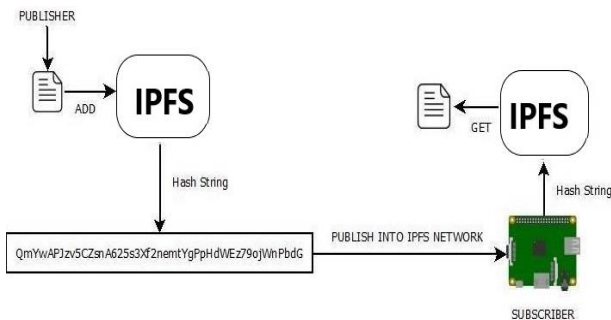 PUBLISHER
ADD
IPFS
Hash String
QmYwAPJzv5CZsnA625s3Xf2nemtYgPpHdWEz79ojWnPbdG
PUBLISH INTO IPFS NETWORK
SUBSCRIBER
Hash String
IPFS
GET